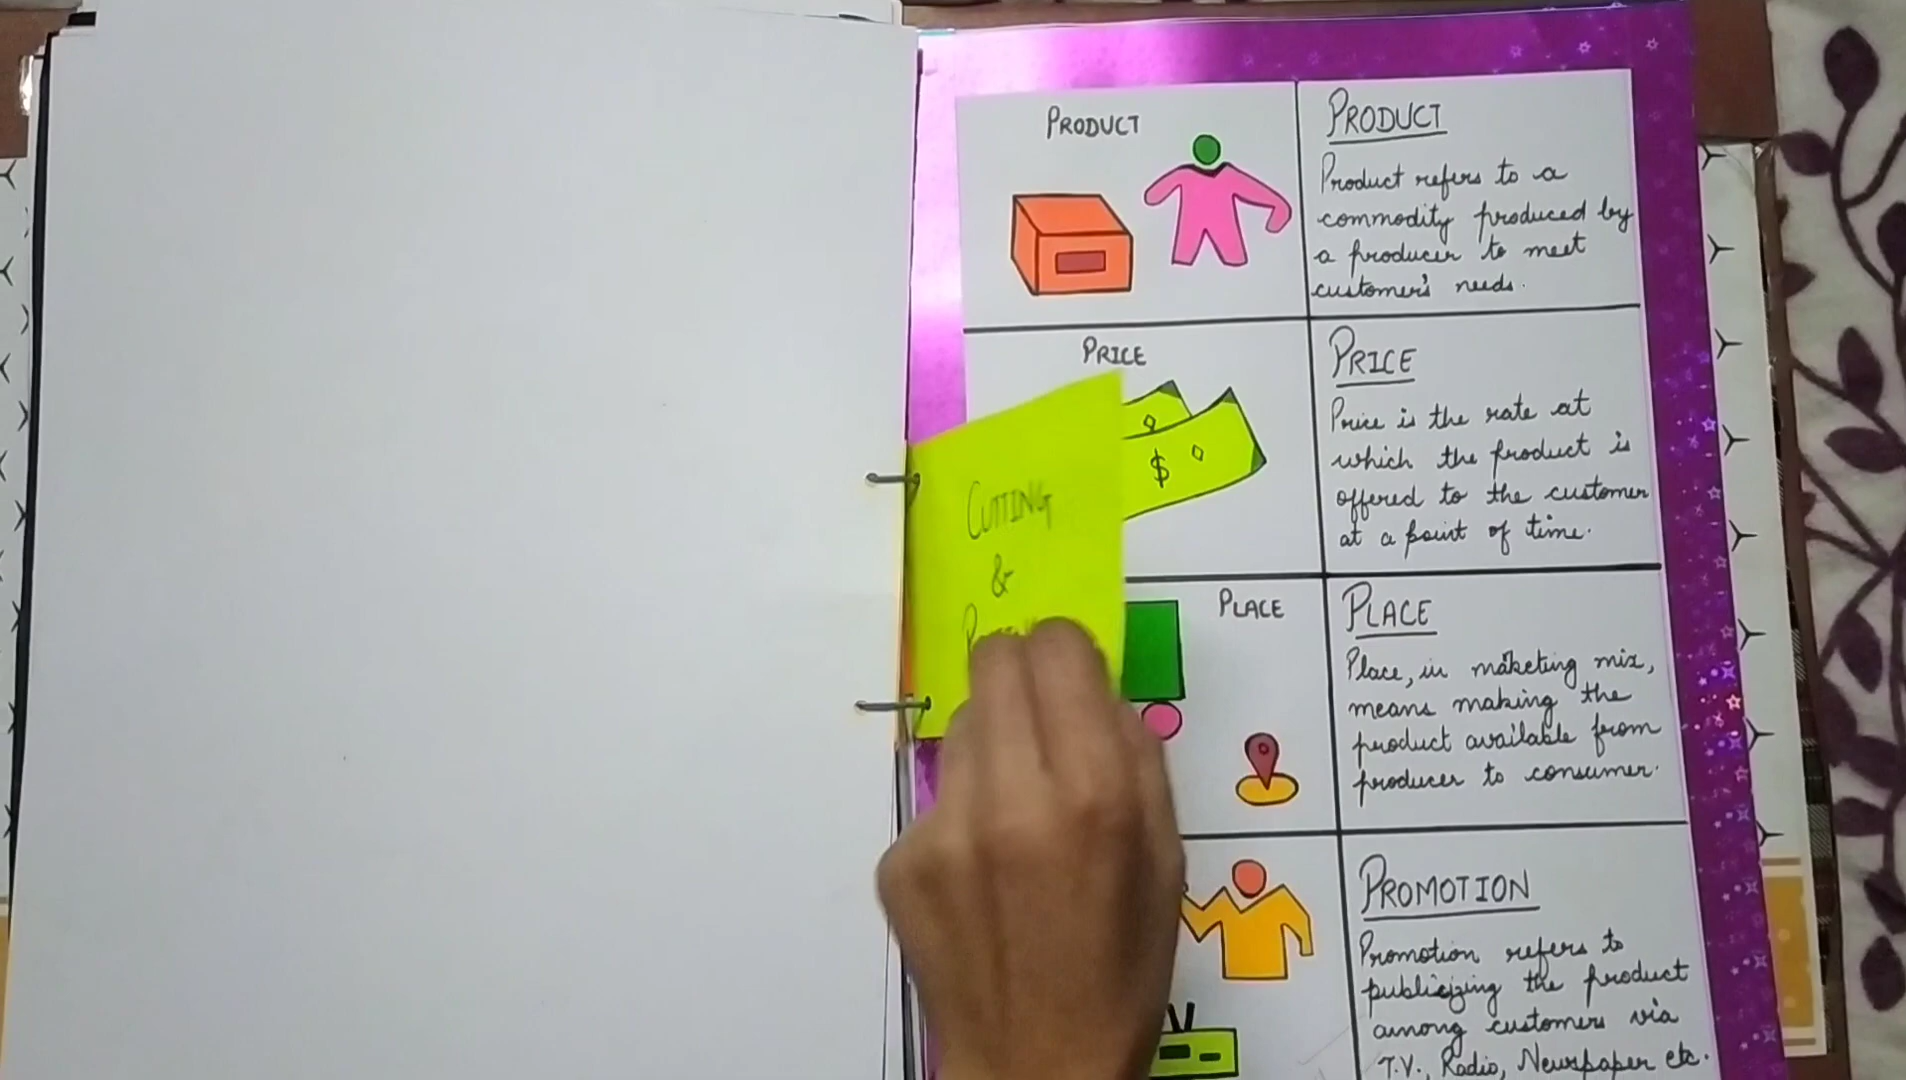 PRODUCT
PRODUCT
Product refers to a
commodity produced by
a producer to meet
customer's needs.
PRICE
$
PRICE
Price is the rate at
which the product is
offered to the customer
at a point of time.
CUTTING
&
PLACE
PLACE
Place, in maketing mix,
means making the
product available from
producer to consumer.
PROMOTION
Promotion refers to
publicizing the product
among customers via
T.V., Radio, Newspaper etc.